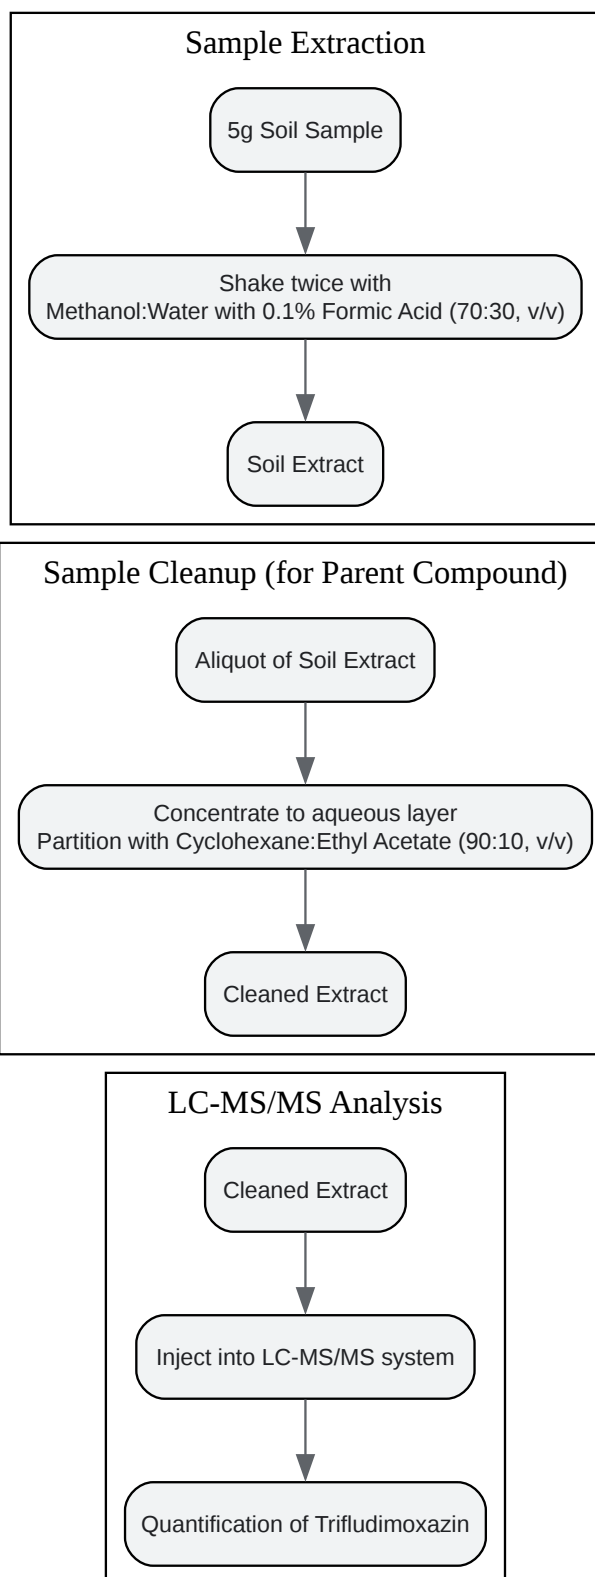 Sample Extraction
5g Soil Sample
Shake twice with
Methanol:Water with 0.1% Formic Acid (70:30, v/v)
Soil Extract
Sample Cleanup (for Parent Compound)
Aliquot of Soil Extract
Concentrate to aqueous layer
Partition with Cyclohexane:Ethyl Acetate (90:10, v/v)
Cleaned Extract
LC-MS/MS Analysis
Cleaned Extract
Inject into LC-MS/MS system
Quantification of Trifludimoxazin